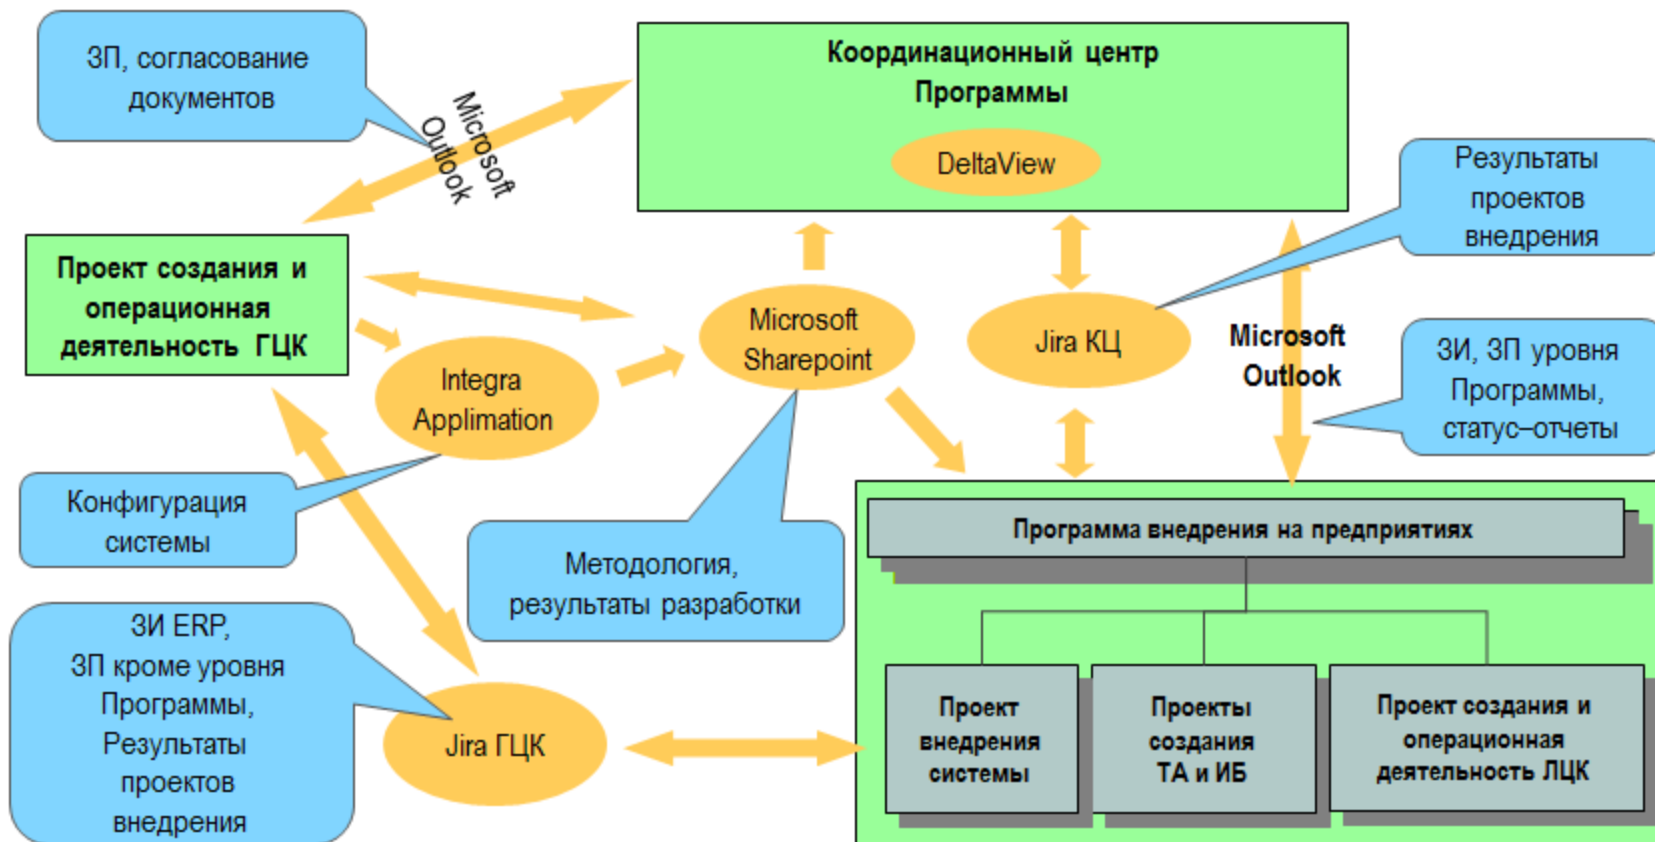 ЗП, согласование
документов
Microsoft
Outlook
Координационный центр
Программы
DeltaView
Результаты
проектов
внедрения
Проект создания и
операционная
деятельность ГЦК
Integra
Applimation
Microsoft
Sharepoint
Jira КЦ
Microsoft
Outlook
ЗИ, ЗП уровня
Программы,
статус–отчеты
Конфигурация
системы
Методология,
результаты разработки
Программа внедрения на предприятиях
ЗИ ERP,
ЗП кроме уровня
Программы,
Результаты
проектов
внедрения
Jira ГЦК
Проект
внедрения
системы
Проекты
создания
ТА и ИБ
Проект создания и
операционная
деятельность ЛЦК